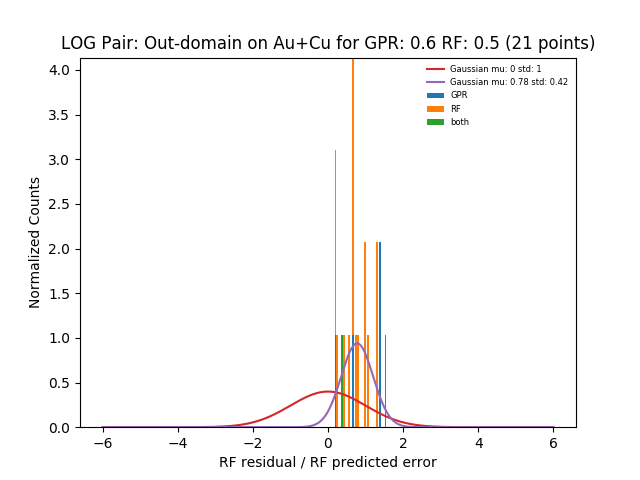 LOG Pair: Out-domain on Au+Cu for GPR: 0.6 RF: 0.5 (21 points)
Gaussian mu: 0 std: 1
Gaussian mu: 0.78 std: 0.42
GPR
RF
both
Normalized Counts
4.0
3.5
3.0
2.5
2.0
1.5
1.0
0.5
0.0
−6 −4 −2 0 2 4 6
RF residual / RF predicted error